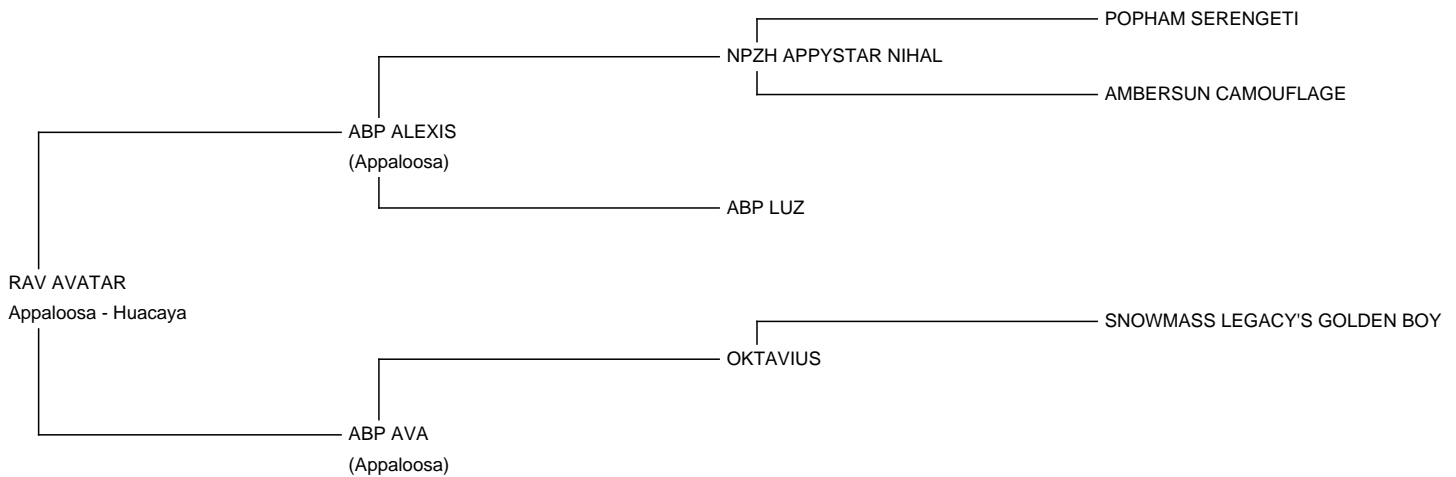 POPHAM SERENGETI
NPZH APPYSTAR NIHAL
AMBERSUN CAMOUFLAGE
ABP ALEXIS
(Appaloosa)
ABP LUZ
RAV AVATAR
Appaloosa - Huacaya
SNOWMASS LEGACY'S GOLDEN BOY
OKTAVIUS
ABP AVA
(Appaloosa)